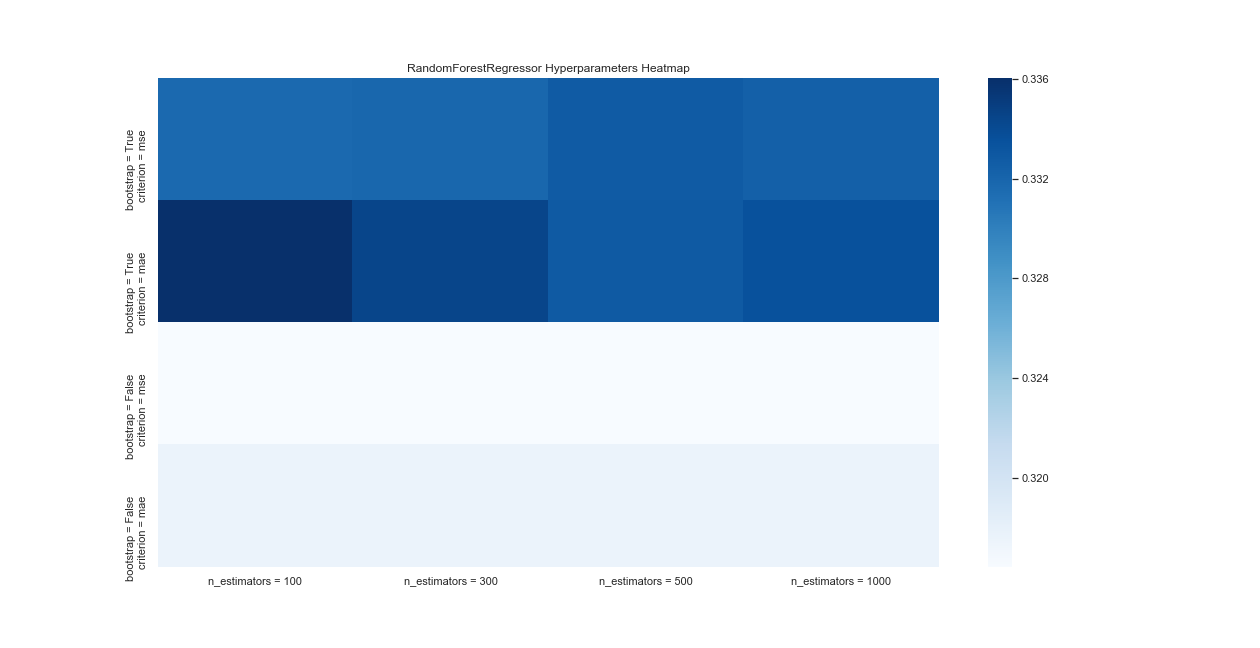 RandomForestRegressor Hyperparameters Heatmap
bootstrap = True
criterion = mse
bootstrap = True
criterion = mae
bootstrap = False
criterion = mse
bootstrap = False
criterion = mae
n_estimators = 100
n_estimators = 300
n_estimators = 500
n_estimators = 1000
0.336
0.332
0.328
0.324
0.320